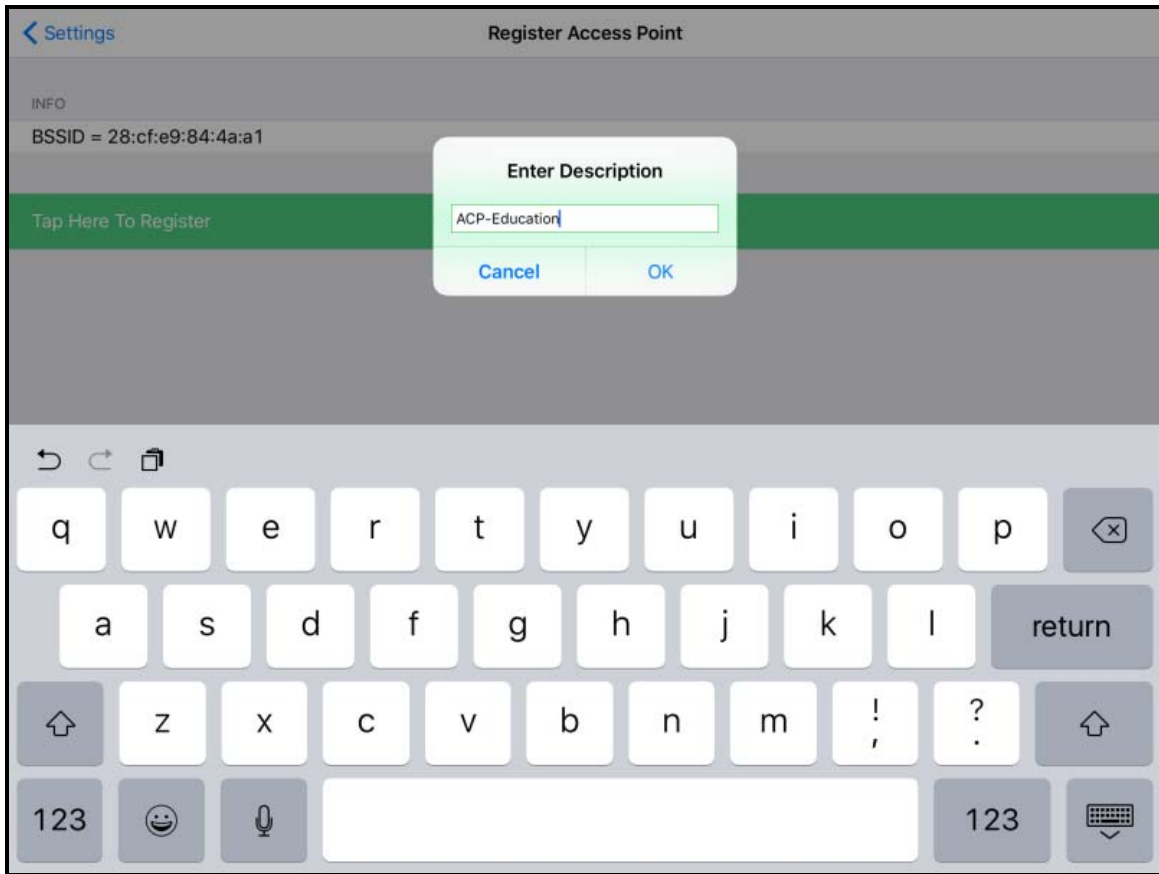 Settings
Register Access Point
INFO
BSSID = 28:cf:e9:84:4a:a1
Enter Description
ACP-Education
Tap Here To Register
Cancel OK
q w e r t y u i o p
a s d f g h j k l return
z x c v b n m ! , ? .
123 123